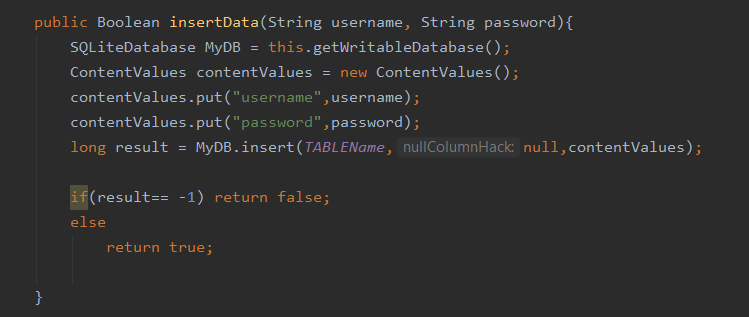 public Boolean insertData(String username, String password){
SQLiteDatabase MyDB = this.getWritableDatabase();
ContentValues contentValues = new ContentValues();
contentValues.put("username",username);
contentValues.put("password",password);
long result = MyDB.insert(TABLEName, nullColumnHack: null,contentValues);
if(result== -1) return false;
else
return true;
}